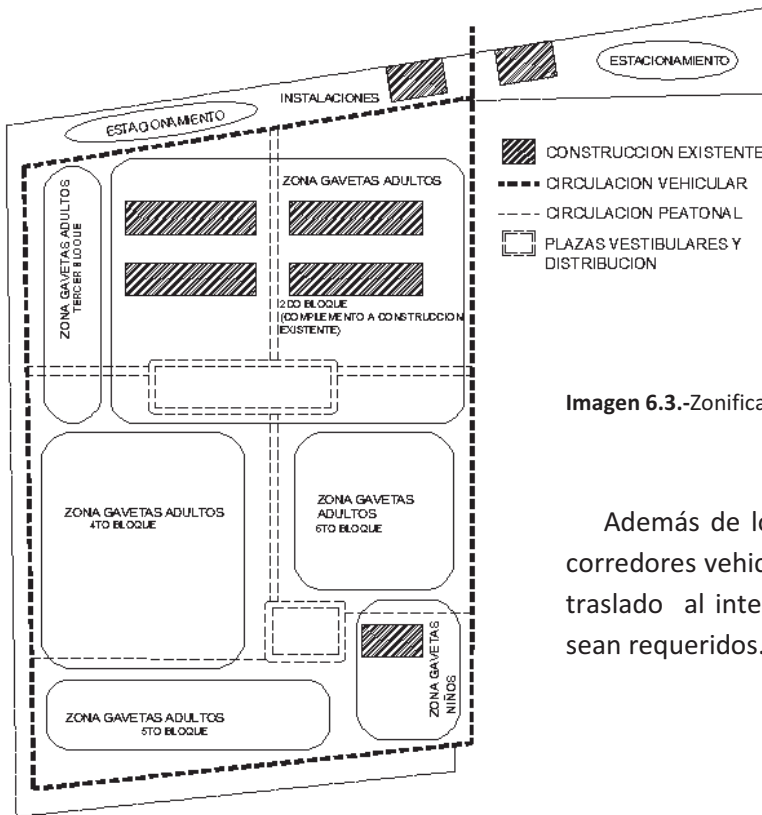 ESTACIONAMIENTO
INSTALACIONES
ESTACIONAMIENTO
CONSTRUCCION EXISTENTE
CIRCULACION VEHICULAR
CIRCULACION PEATONAL
PLAZAS VESTIBULARES Y
DISTRIBUCION
ZONA GAVETAS ADULTOS
TERCER BLOQUE
ZONA GAVETAS ADULTOS
2DO BLOQUE
(COMPLEMENTO A CONSTRUCCION
EXISTENTE)
Imagen 6.3.-Zonifica
ZONA GAVETAS ADULTOS
4TO BLOQUE
ZONA GAVETAS
ADULTOS
6TO BLOQUE
Además de lo
corredores vehic
traslado al inte
sean requeridos.
ZONA GAVETAS
NIÑOS
ZONA GAVETAS ADULTOS
5TO BLOQUE